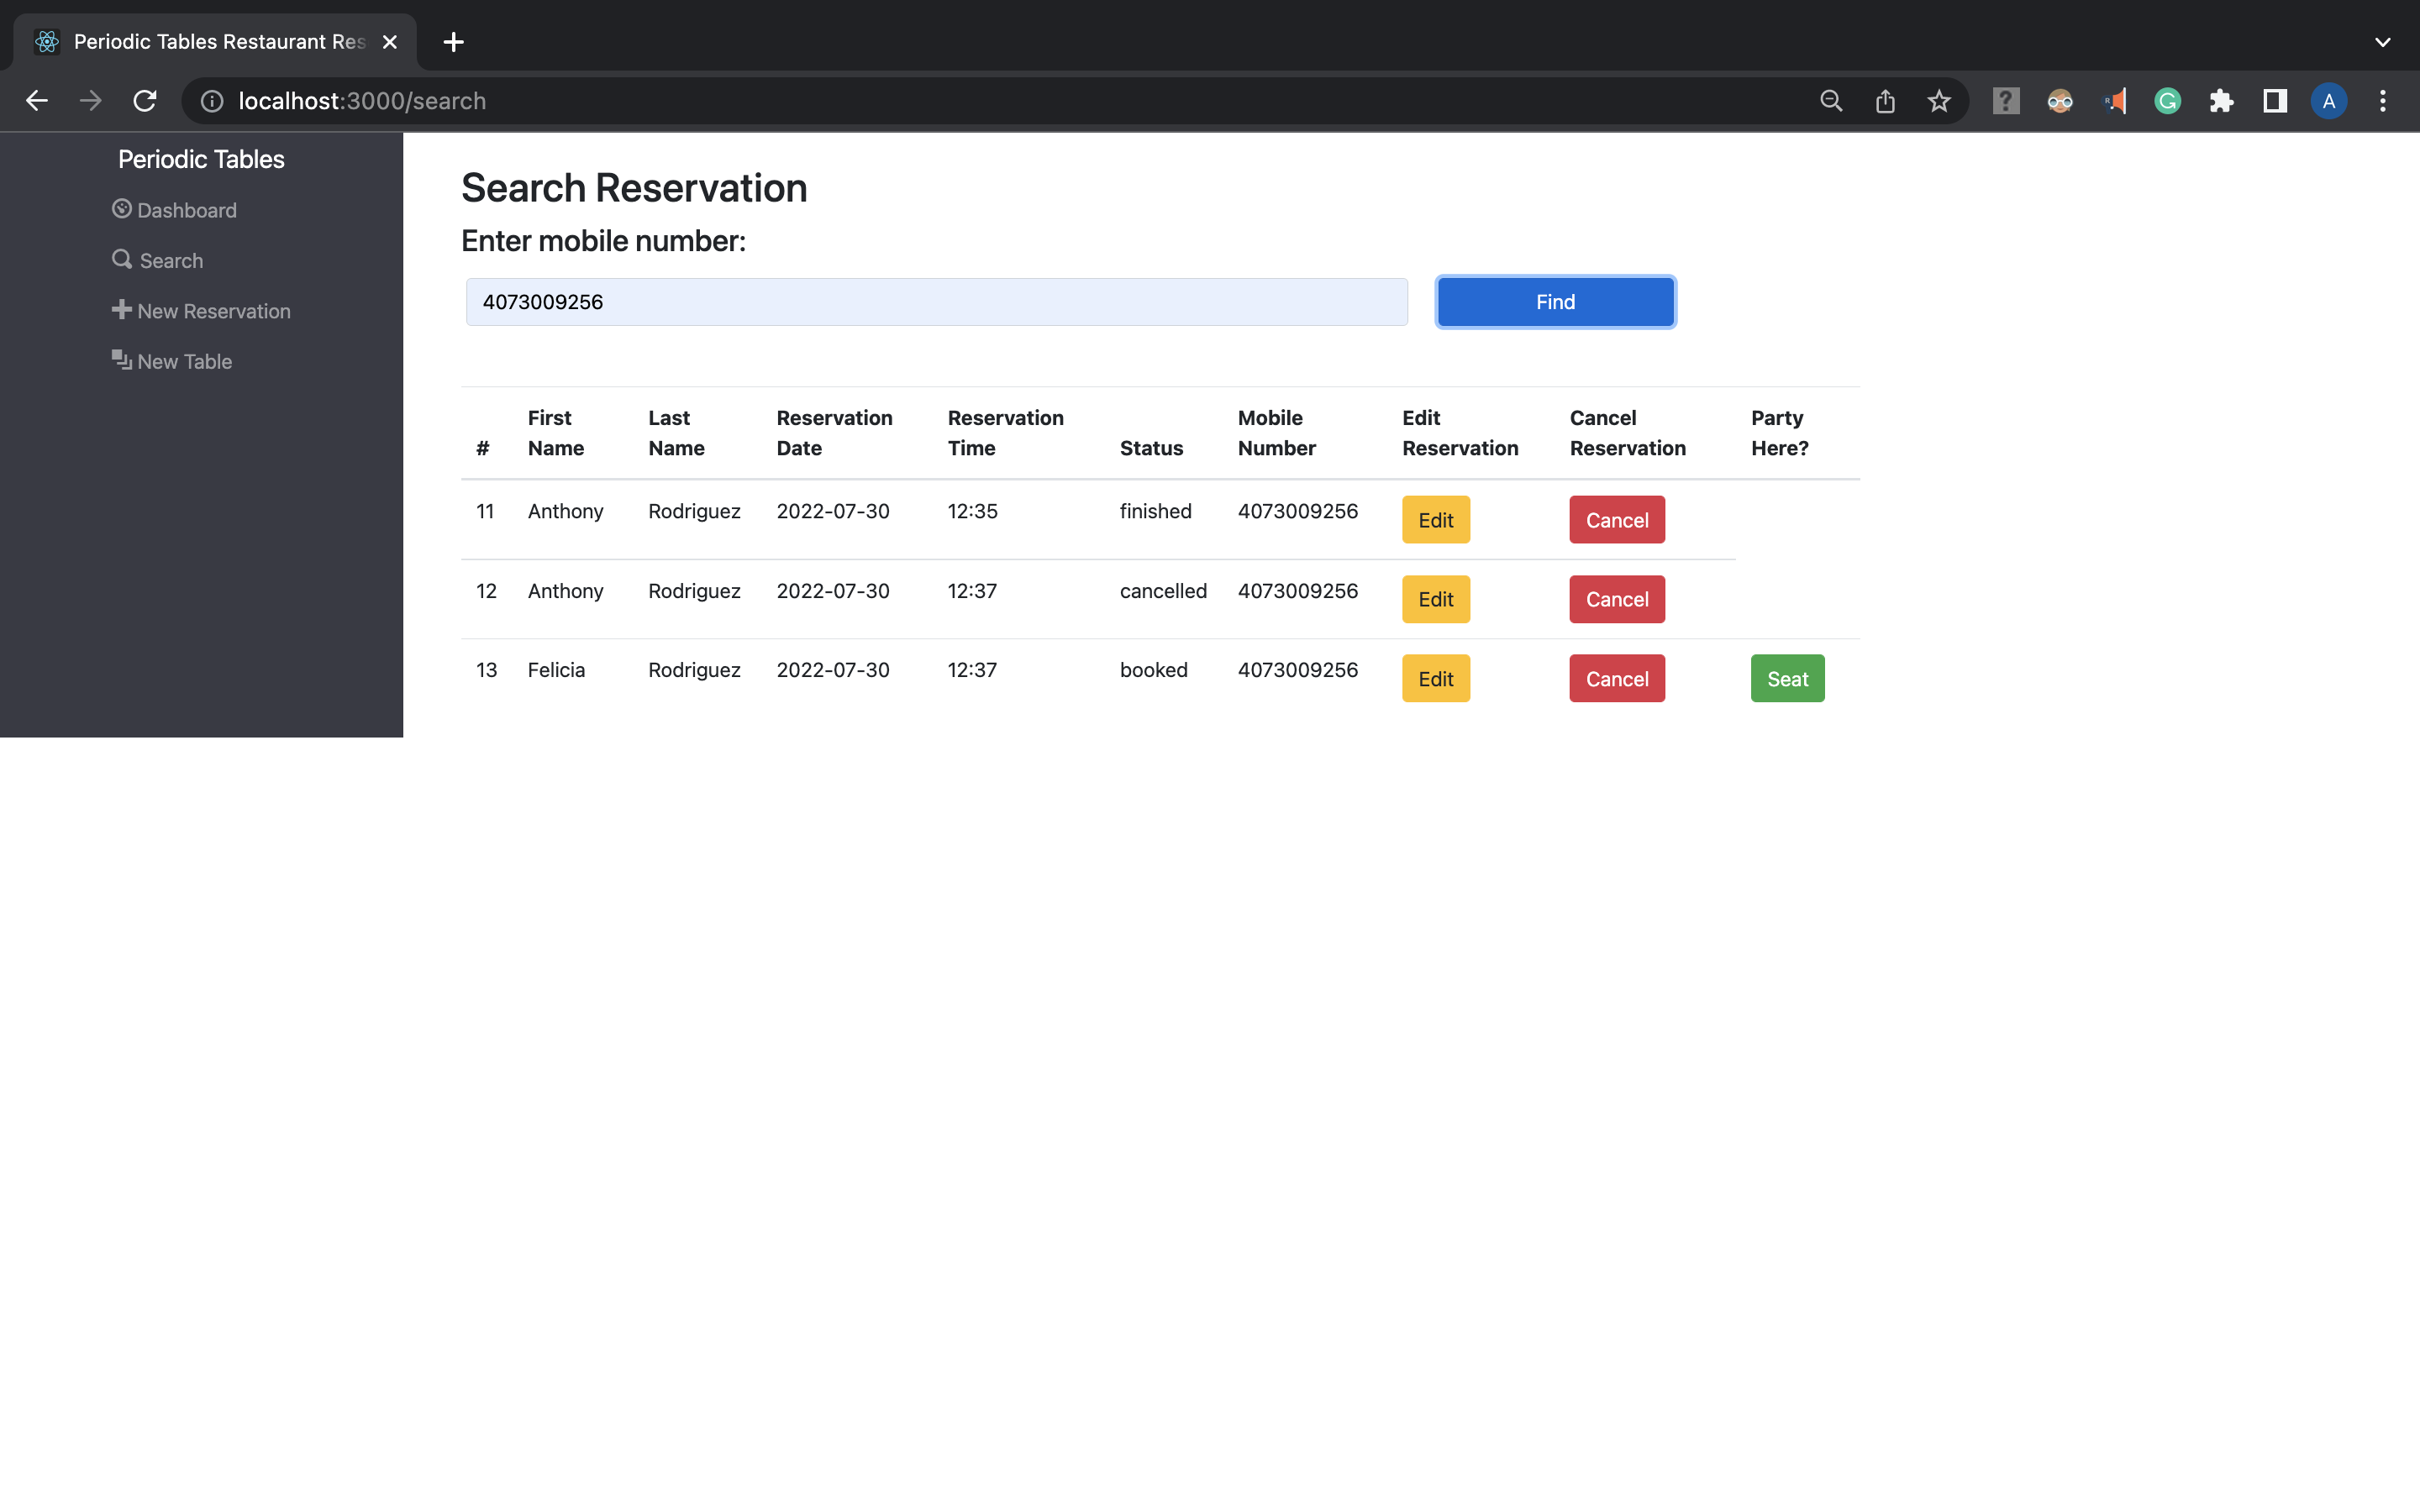 Periodic Tables Restaurant Res
localhost:3000/search
A
Periodic Tables
Dashboard
Search
New Reservation
New Table
Search Reservation
Enter mobile number:
4073009256 Find
# First Name Last Name Reservation Date Reservation Time Status Mobile Number Edit Reservation Cancel Reservation Party Here?
11 Anthony Rodriguez 2022-07-30 12:35 finished 4073009256 Edit Cancel
12 Anthony Rodriguez 2022-07-30 12:37 cancelled 4073009256 Edit Cancel
13 Felicia Rodriguez 2022-07-30 12:37 booked 4073009256 Edit Cancel Seat